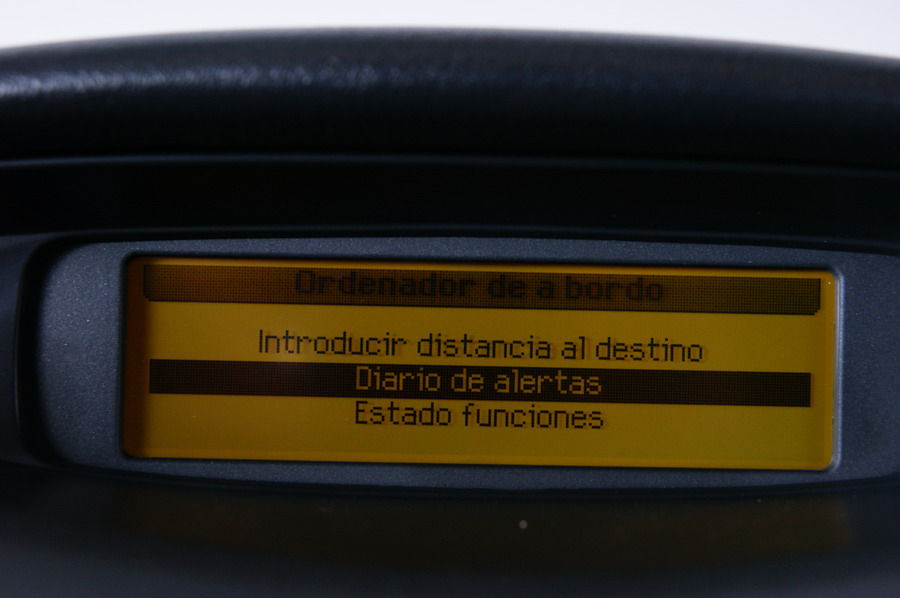 Ordenador de a bordo
Introducir distancia al destino
Diario de alertas
Estado funciones